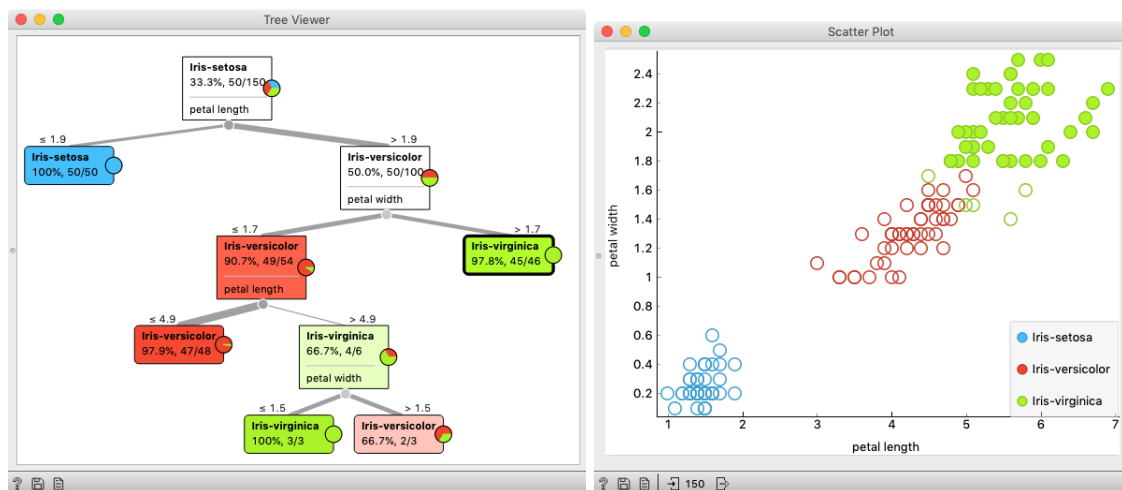 Tree Viewer
Iris-setosa
33.3%, 50/150
petal length
≤ 1.9
> 1.9
Iris-setosa
100%, 50/50
Iris-versicolor
50.0%, 50/100
petal width
≤ 1.7
> 1.7
Iris-versicolor
90.7%, 49/54
petal length
Iris-virginica
97.8%, 45/46
≤ 4.9
> 4.9
Iris-versicolor
97.9%, 47/48
Iris-virginica
66.7%, 4/6
petal width
≤ 1.5
> 1.5
Iris-virginica
100%, 3/3
Iris-versicolor
66.7%, 2/3
?
Scatter Plot
petal width
2.4
2.2
2
1.8
1.6
1.4
1.2
1
0.8
0.6
0.4
0.2
Iris-setosa
Iris-versicolor
Iris-virginica
1 2 3 4 5 6 7
petal length
? 150